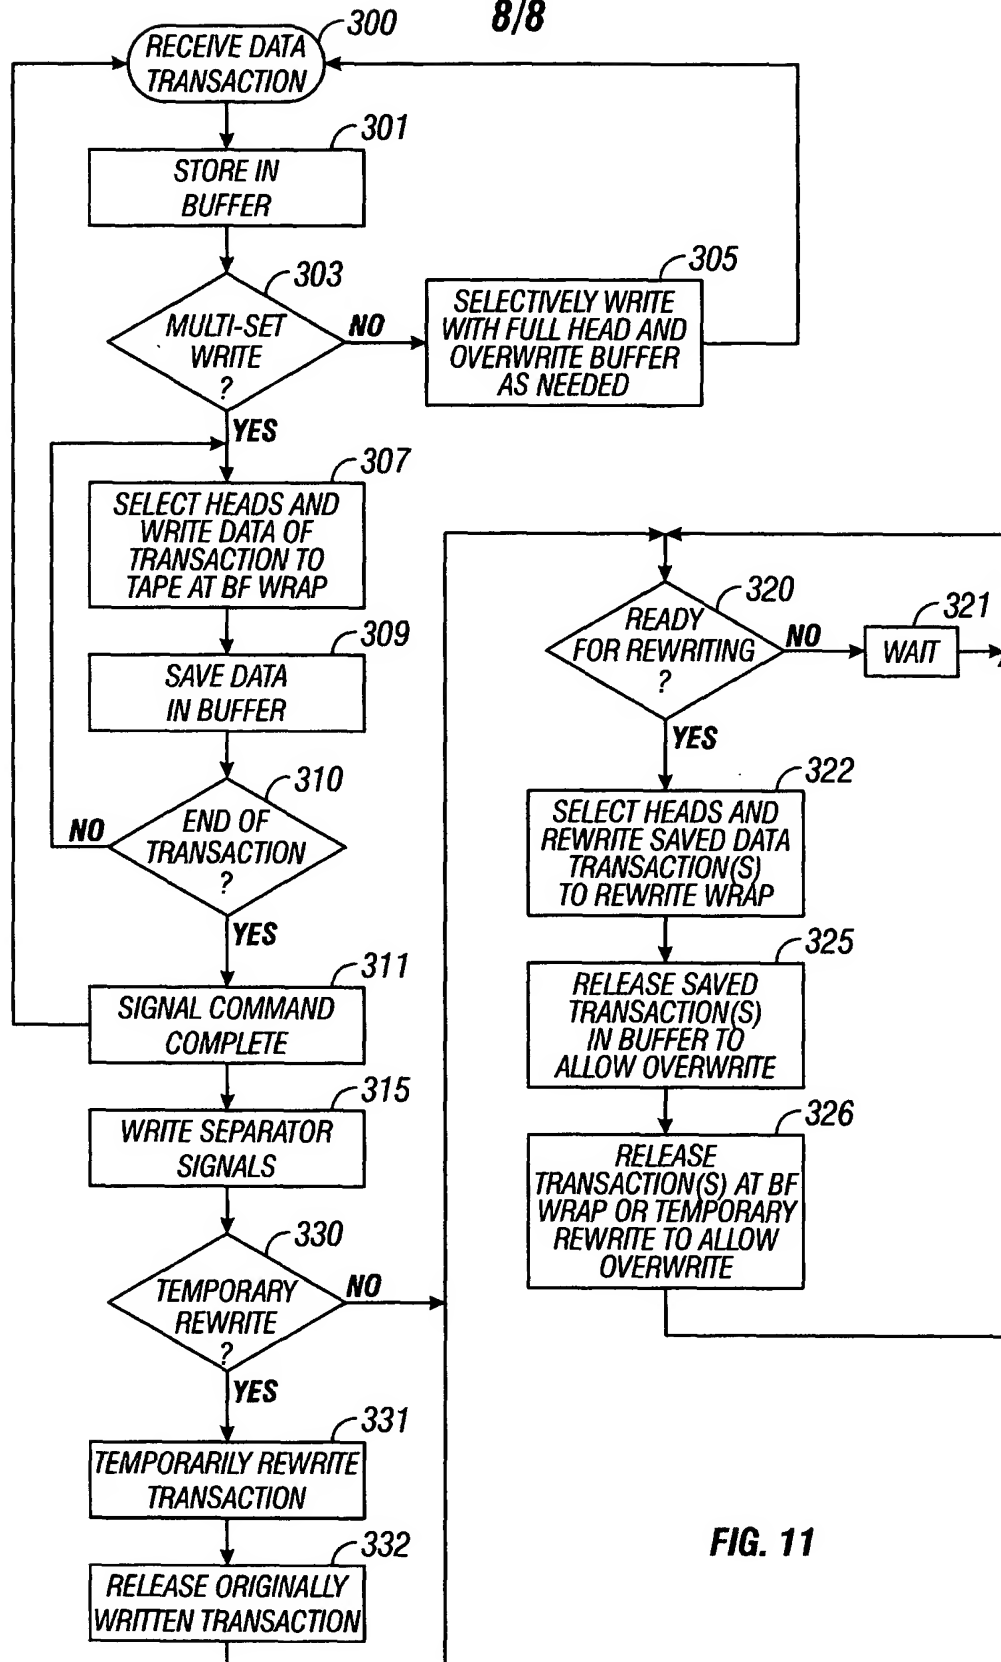 8/8
300
RECEIVE DATA
TRANSACTION
301
STORE IN
BUFFER
303
MULTI-SET
WRITE
?
NO
305
SELECTIVELY WRITE
WITH FULL HEAD AND
OVERWRITE BUFFER
AS NEEDED
YES
307
SELECT HEADS AND
WRITE DATA OF
TRANSACTION TO
TAPE AT BF WRAP
309
SAVE DATA
IN BUFFER
310
END OF
TRANSACTION
?
NO
YES
311
SIGNAL COMMAND
COMPLETE
315
WRITE SEPARATOR
SIGNALS
330
TEMPORARY
REWRITE
?
NO
YES
331
TEMPORARILY REWRITE
TRANSACTION
332
RELEASE ORIGINALLY
WRITTEN TRANSACTION
320
READY
FOR REWRITING
?
NO
321
WAIT
YES
322
SELECT HEADS AND
REWRITE SAVED DATA
TRANSACTION(S)
TO REWRITE WRAP
325
RELEASE SAVED
TRANSACTION(S)
IN BUFFER TO
ALLOW OVERWRITE
326
RELEASE
TRANSACTION(S) AT BF
WRAP OR TEMPORARY
REWRITE TO ALLOW
OVERWRITE
FIG. 11